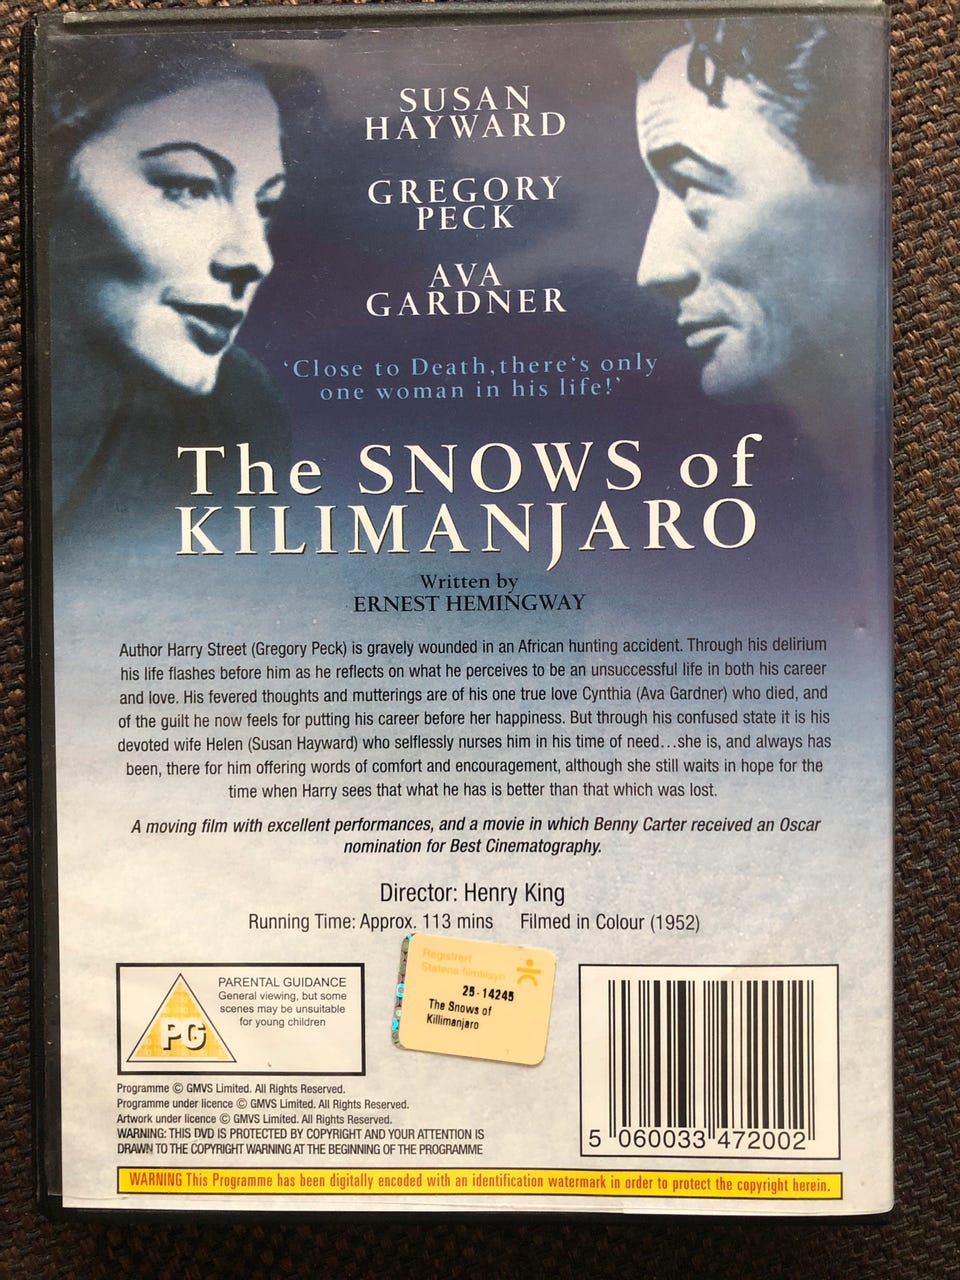 SUSAN
HAYWARD
GREGORY
PECK
AVA
GARDNER
‘Close to Death,there‘s only
one woman in his life!’
The SNOWS of
KILIMANJARO
Written by
ERNEST HEMINGWAY
Author Harry Street (Gregory Peck) is gravely wounded in an African hunting accident. Through his delirium
his life flashes before him as he reflects on what he perceives to be an unsuccessful life in both his career
and love. His fevered thoughts and mutterings are of his one true love Cynthia (Ava Gardner) who died, and
of the guilt he now feels for putting his career before her happiness. But through his confused state it is his
devoted wife Helen (Susan Hayward) who selflessly nurses him in his time of need...she is, and always has
been, there for him offering words of comfort and encouragement, although she still waits in hope for the
time when Harry sees that what he has is better than that which was lost.
A moving film with excellent performances, and a movie in which Benny Carter received an Oscar
nomination for Best Cinematography.
Director: Henry King
Running Time: Approx. 113 mins Filmed in Colour (1952)
PG
PARENTAL GUIDANCE
General viewing, but some
scenes may be unsuitable
for young children
Registrert
Statens filmtilsyn
25-14245
The Snows of
Killimanjaro
Programme © GMVS Limited. All Rights Reserved.
Programme under licence © GMVS Limited. All Rights Reserved.
Artwork under licence © GMVS Limited. All Rights Reserved.
WARNING: THIS DVD IS PROTECTED BY COPYRIGHT AND YOUR ATTENTION IS
DRAWN TO THE COPYRIGHT WARNING AT THE BEGINNING OF THE PROGRAMME
5 060033 472002
WARNING This Programme has been digitally encoded with an identification watermark in order to protect the copyright herein.